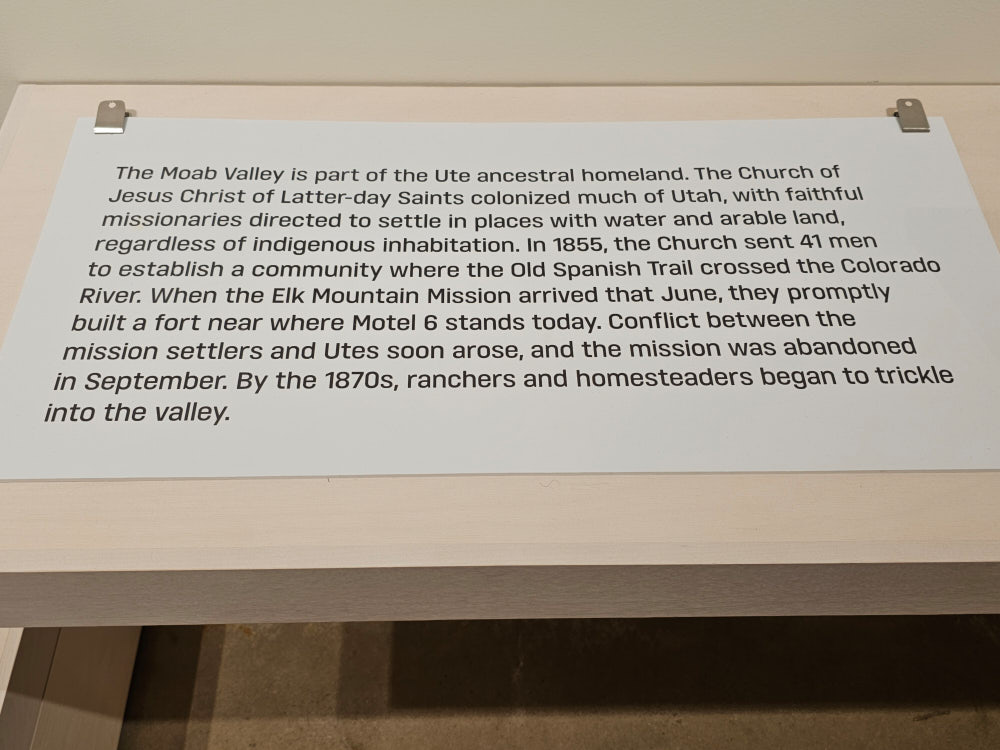 The Moab Valley is part of the Ute ancestral homeland. The Church of
Jesus Christ of Latter-day Saints colonized much of Utah, with faithful
missionaries directed to settle in places with water and arable land,
regardless of indigenous inhabitation. In 1855, the Church sent 41 men
to establish a community where the Old Spanish Trail crossed the Colorado
River. When the Elk Mountain Mission arrived that June, they promptly
built a fort near where Motel 6 stands today. Conflict between the
mission settlers and Utes soon arose, and the mission was abandoned
in September. By the 1870s, ranchers and homesteaders began to trickle
into the valley.